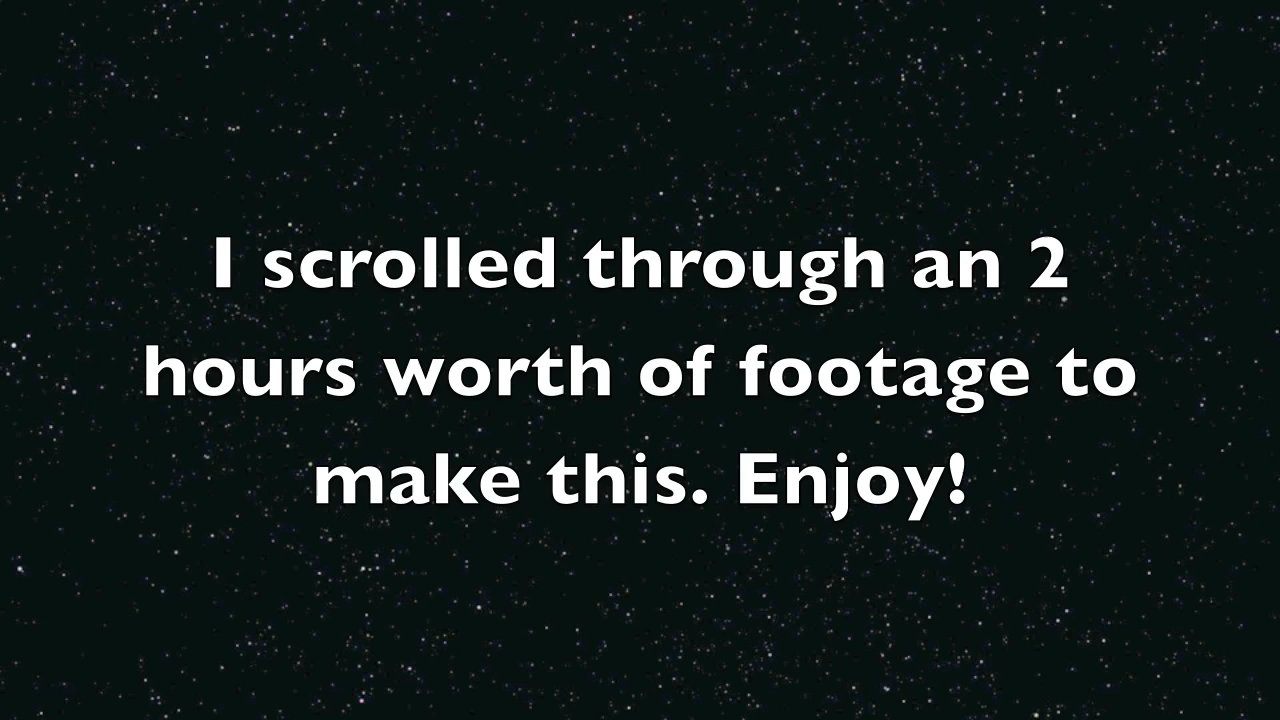 I scrolled through an 2
hours worth of footage to
make this. Enjoy!